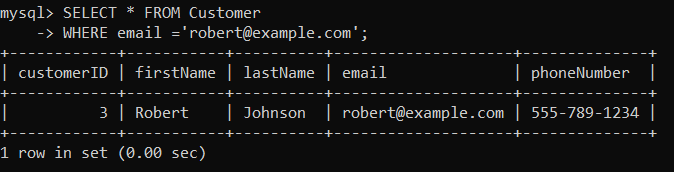 mysql> SELECT * FROM Customer
    -> WHERE email ='robert@example.com';
+------------+-----------+----------+--------------------+--------------+
| customerID | firstName | lastName | email              | phoneNumber  |
+------------+-----------+----------+--------------------+--------------+
|          3 | Robert    | Johnson  | robert@example.com | 555-789-1234 |
+------------+-----------+----------+--------------------+--------------+
1 row in set (0.00 sec)